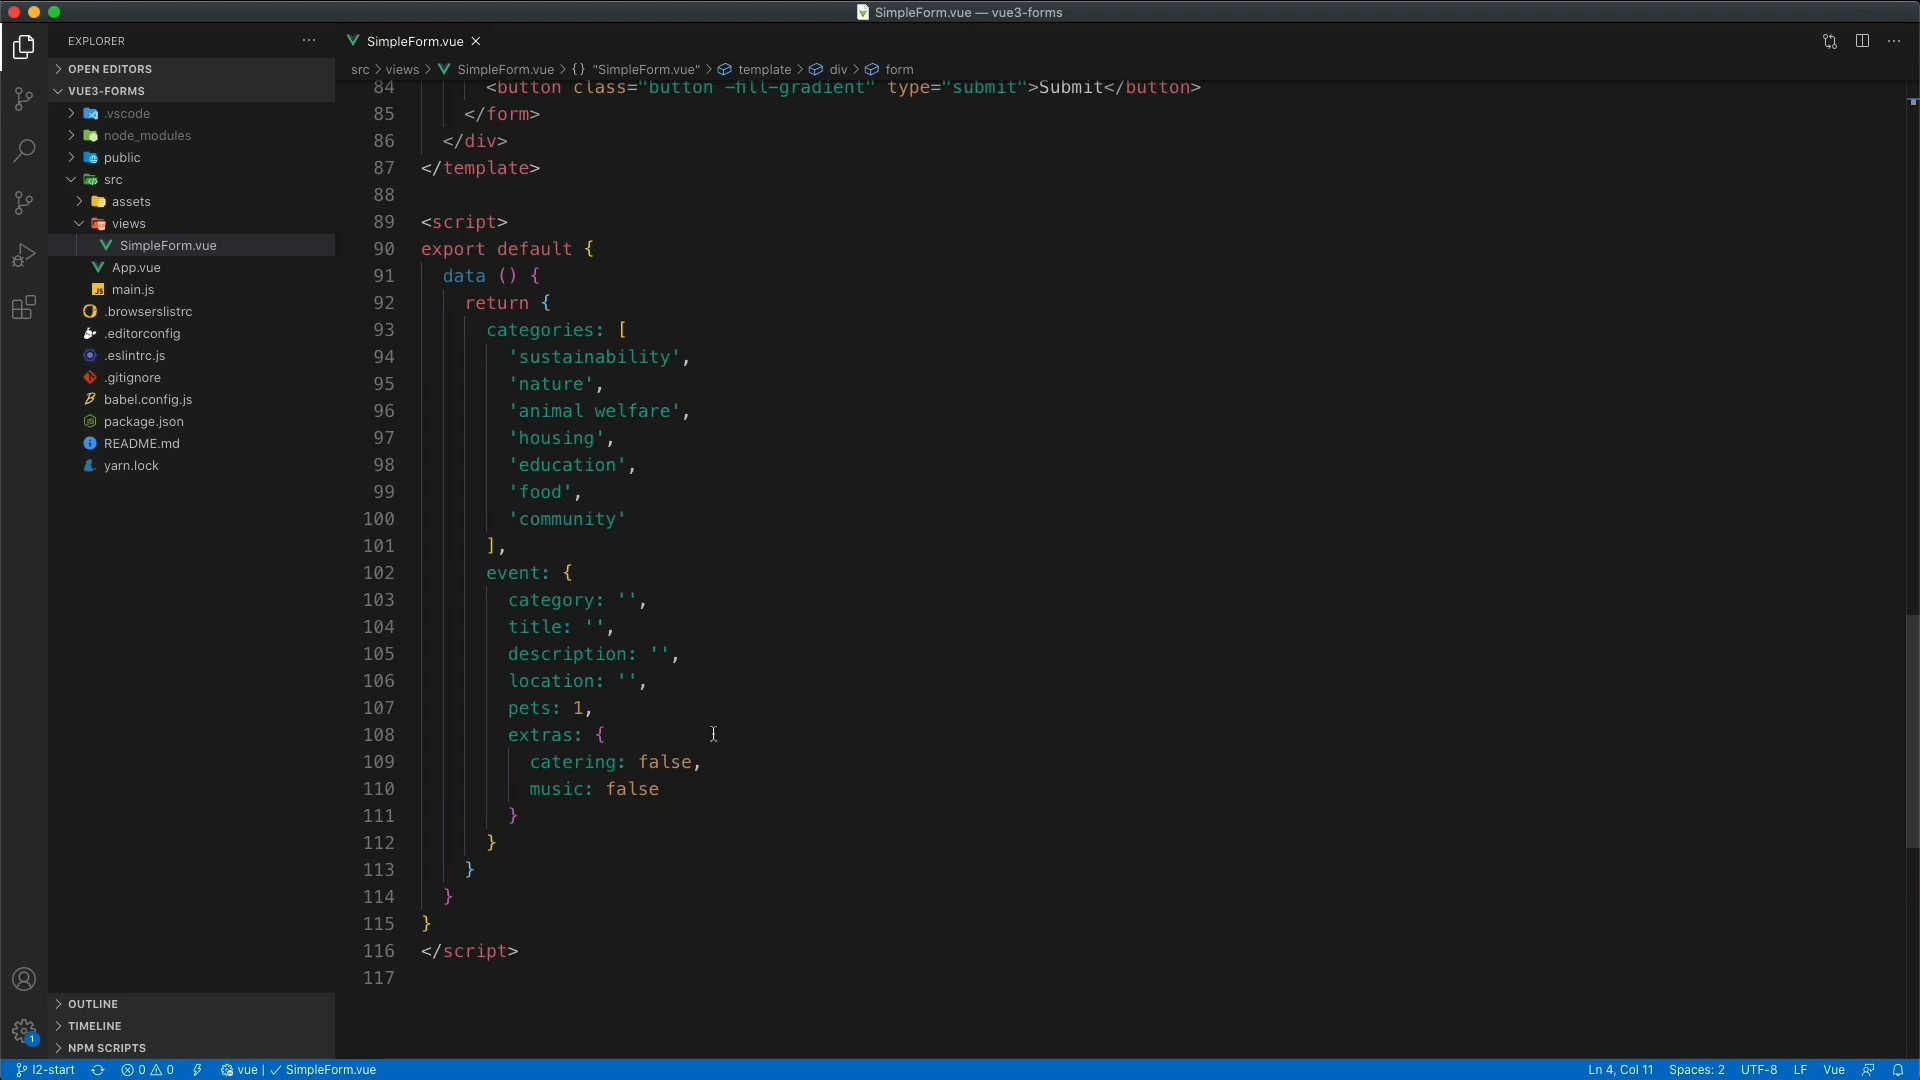 SimpleForm.vue — vue3-forms
EXPLORER
OPEN EDITORS
VUE3-FORMS
.vscode
node_modules
public
src
assets
views
SimpleForm.vue
App.vue
main.js
.browserslistrc
.editorconfig
.eslintrc.js
.gitignore
babel.config.js
package.json
README.md
yarn.lock
OUTLINE
TIMELINE
NPM SCRIPTS
SimpleForm.vue
src > views > SimpleForm.vue > {} "SimpleForm.vue" > template > div > form
84 <button class="button -fill-gradient" type="submit">Submit</button>
85 </form>
86 </div>
87 </template>
88
89 <script>
90 export default {
91 data () {
92 return {
93 categories: [
94 'sustainability',
95 'nature',
96 'animal welfare',
97 'housing',
98 'education',
99 'food',
100 'community'
101 ],
102 event: {
103 category: '',
104 title: '',
105 description: '',
106 location: '',
107 pets: 1,
108 extras: {
109 catering: false,
110 music: false
111 }
112 }
113 }
114 }
115 }
116 </script>
117
1
l2-start 0 0 vue | ✓ SimpleForm.vue Ln 4, Col 11 Spaces: 2 UTF-8 LF Vue